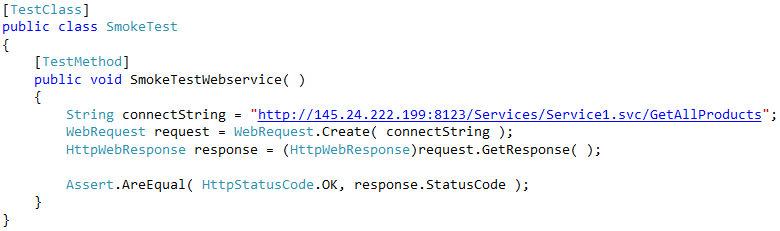 [TestClass]
public class SmokeTest
{
    [TestMethod]
    public void SmokeTestWebservice( )
    {
        String connectString = "http://145.24.222.199:8123/Services/Service1.svc/GetAllProducts";
        WebRequest request = WebRequest.Create( connectString );
        HttpWebResponse response = (HttpWebResponse)request.GetResponse( );

        Assert.AreEqual( HttpStatusCode.OK, response.StatusCode );
    }
}